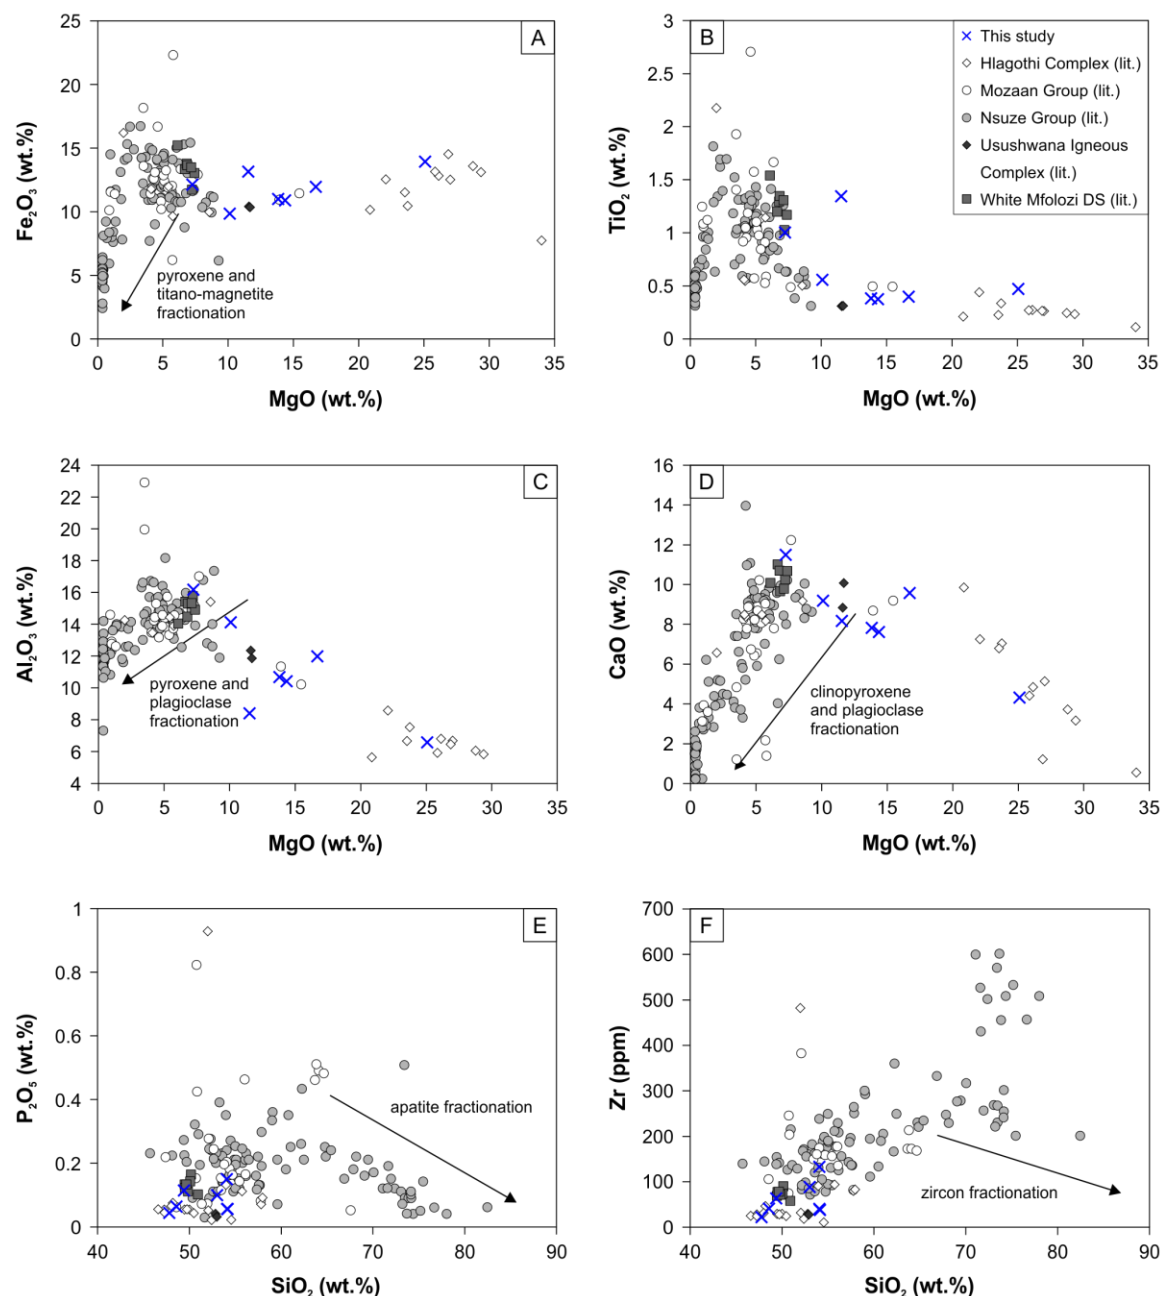 A
Fe₂O₃ (wt.%)
25
20
15
10
5
0
pyroxene and
titano-magnetite
fractionation
0 5 10 15 20 25 30 35
MgO (wt.%)
B
TiO₂ (wt.%)
3
2.5
2
1.5
1
0.5
0
This study
Hlagothi Complex (lit.)
Mozaan Group (lit.)
Nsuze Group (lit.)
Usushwana Igneous
Complex (lit.)
White Mfolozi DS (lit.)
0 5 10 15 20 25 30 35
MgO (wt.%)
C
Al₂O₃ (wt.%)
24
22
20
18
16
14
12
10
8
6
4
pyroxene and
plagioclase
fractionation
0 5 10 15 20 25 30 35
MgO (wt.%)
D
CaO (wt.%)
16
14
12
10
8
6
4
2
0
clinopyroxene
and plagioclase
fractionation
0 5 10 15 20 25 30 35
MgO (wt.%)
E
P₂O₅ (wt.%)
1
0.8
0.6
0.4
0.2
0
apatite fractionation
40 50 60 70 80 90
SiO₂ (wt.%)
F
Zr (ppm)
700
600
500
400
300
200
100
0
zircon fractionation
40 50 60 70 80 90
SiO₂ (wt.%)